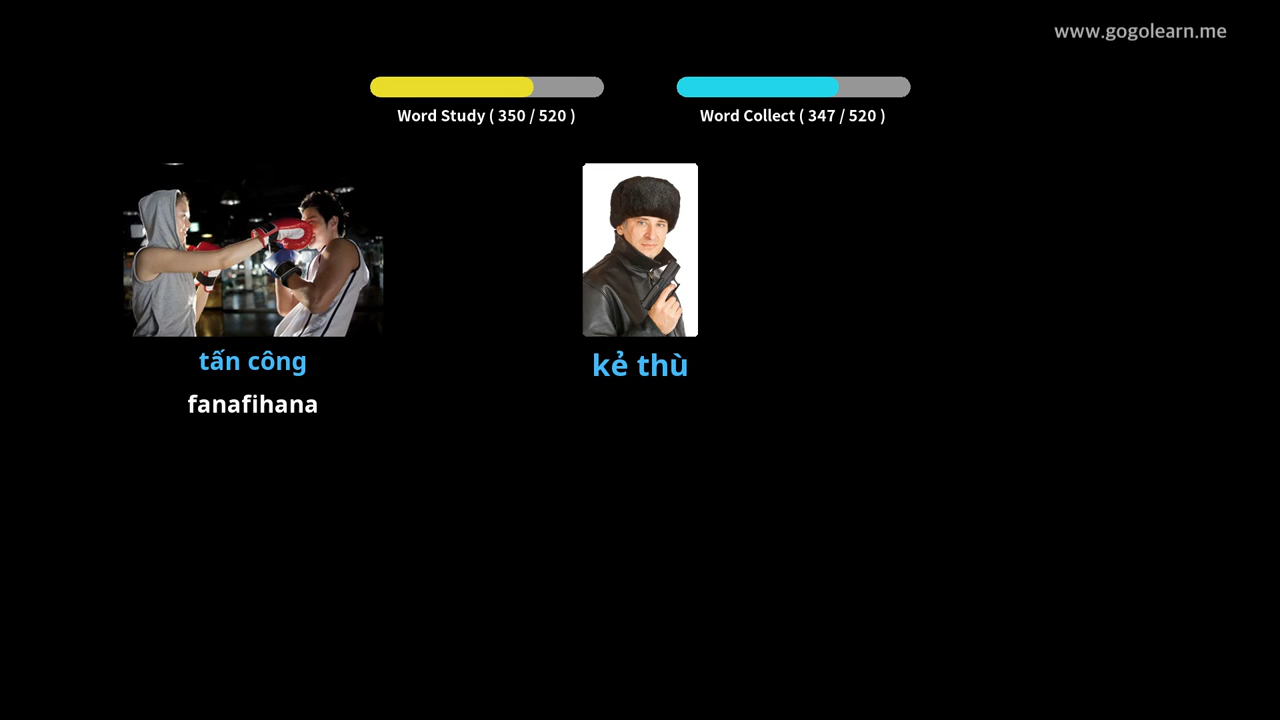 www.gogolearn.me
Word Study ( 350 / 520 )
Word Collect ( 347 / 520 )
tấn công
fanafihana
kẻ thù